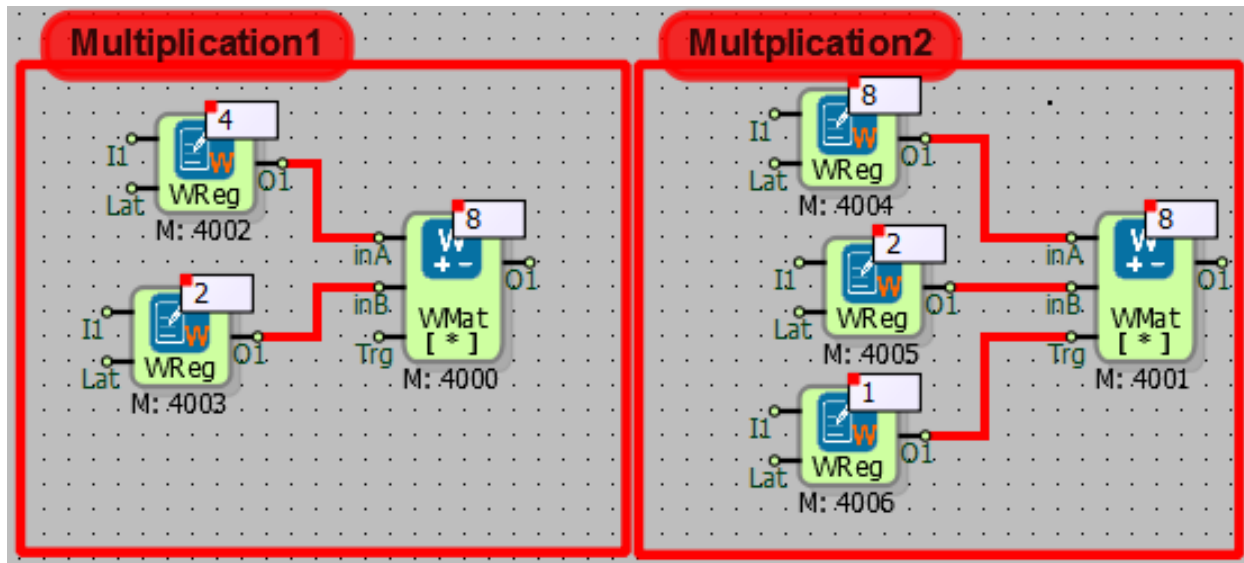 Multiplication1
4
I1
Lat
O1
WReg
M: 4002
2
I1
Lat
O1
WReg
M: 4003
8
W
inA
inB
Trg
O1
WMat
[ * ]
M: 4000
Multplication2
8
I1
Lat
O1
WReg
M: 4004
2
I1
Lat
O1
WReg
M: 4005
1
I1
Lat
O1
WReg
M: 4006
8
W
inA
inB
Trg
O1
WMat
[ * ]
M: 4001